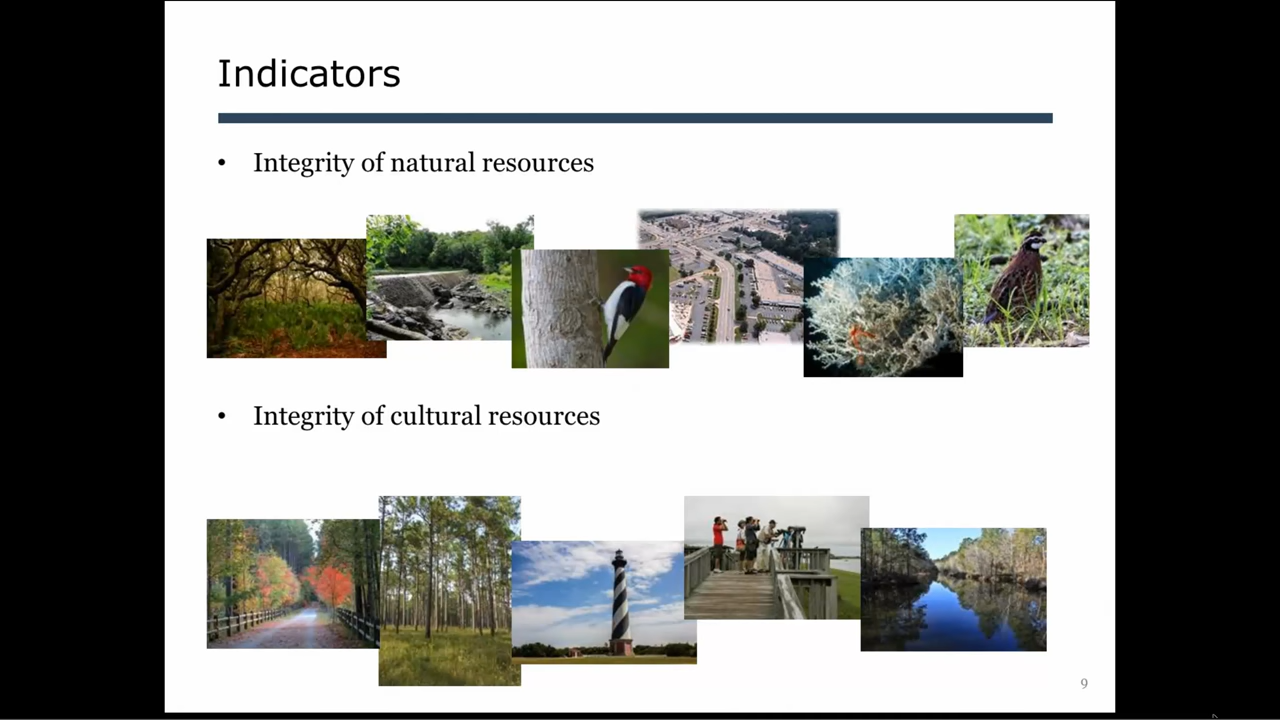 Indicators
• Integrity of natural resources
• Integrity of cultural resources
9